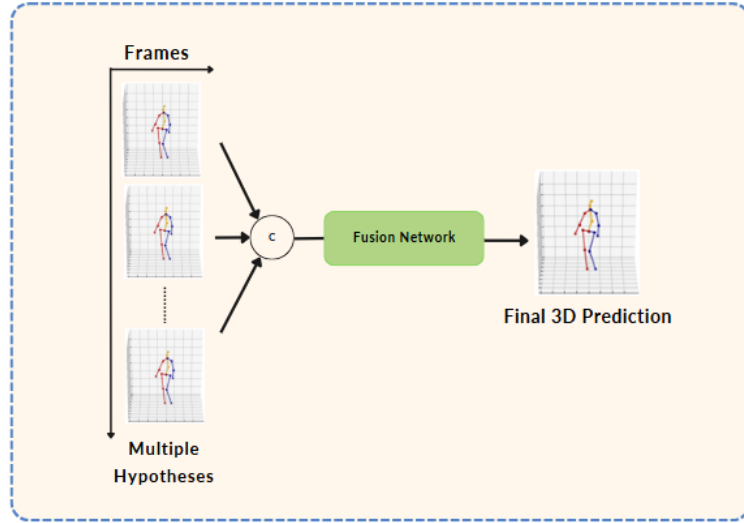 Frames
C
Fusion Network
Final 3D Prediction
Multiple
Hypotheses